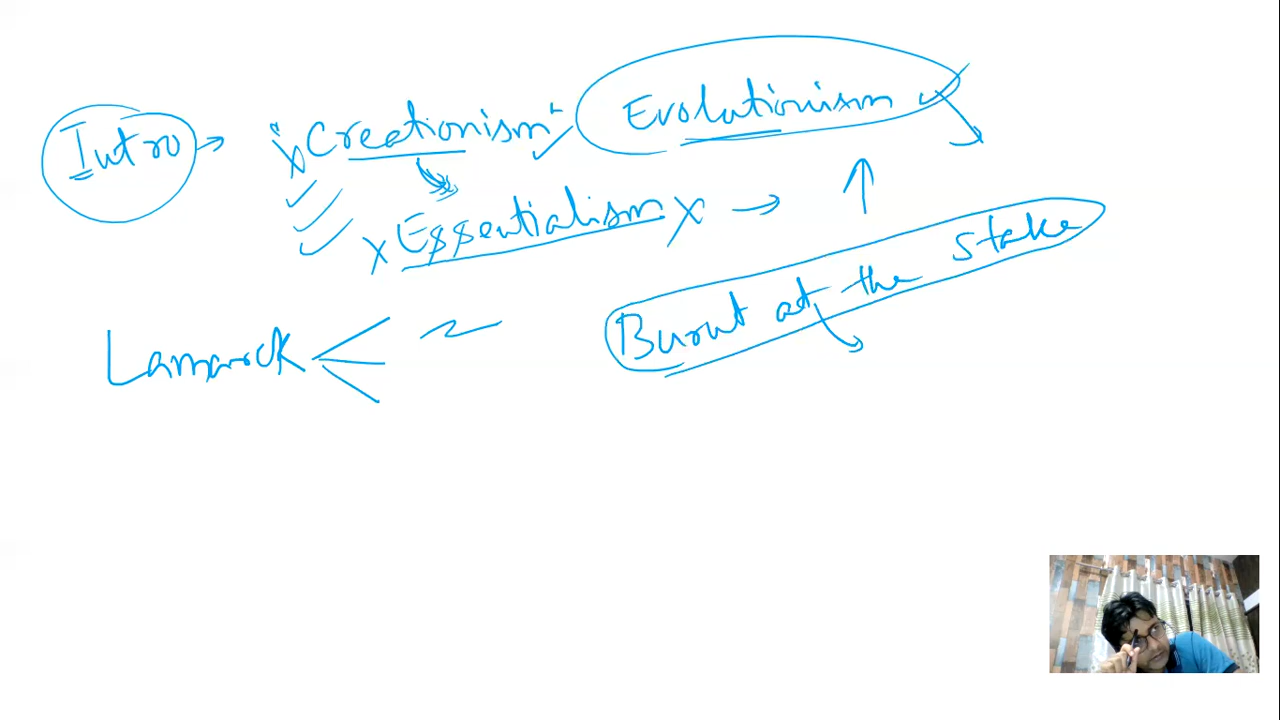 Intro → Creationism Evolutionism
Essentialism →
Lamarck Burnt at the stake